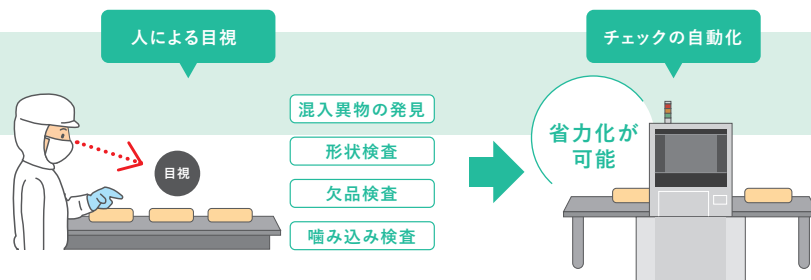 人による目視
チェックの自動化
混入異物の発見
形状検査
欠品検査
噛み込み検査
目視
省力化が
可能